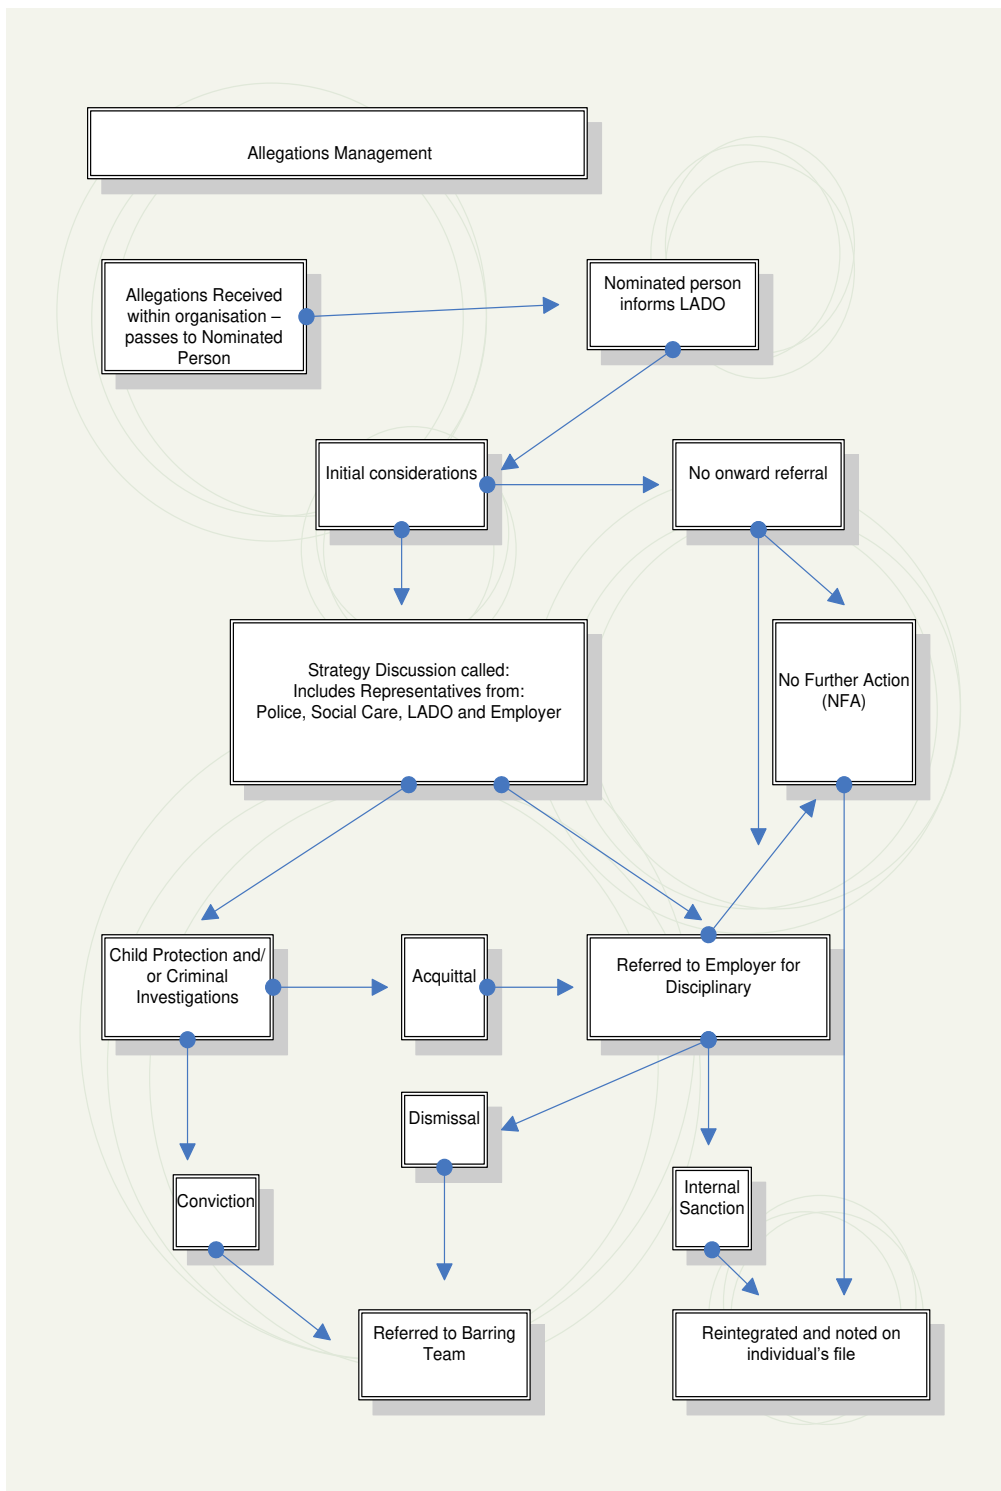 Allegations Management
Allegations Received
within organisation –
passes to Nominated
Person
Nominated person
informs LADO
Initial considerations
No onward referral
Strategy Discussion called:
Includes Representatives from:
Police, Social Care, LADO and Employer
No Further Action
(NFA)
Child Protection and/
or Criminal
Investigations
Acquittal
Referred to Employer for
Disciplinary
Dismissal
Conviction
Internal
Sanction
Referred to Barring
Team
Reintegrated and noted on
individual’s file